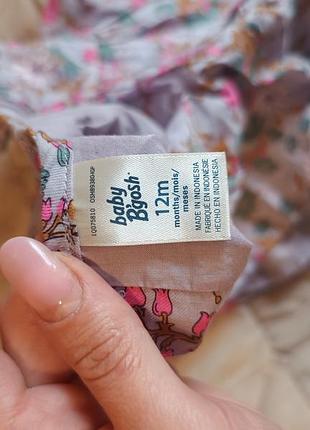 baby
B'gosh
12m
months/mois/
meses
MADE IN INDONESIA
FABRIQUÉ EN INDONÉSIE
HECHO EN INDONESIA